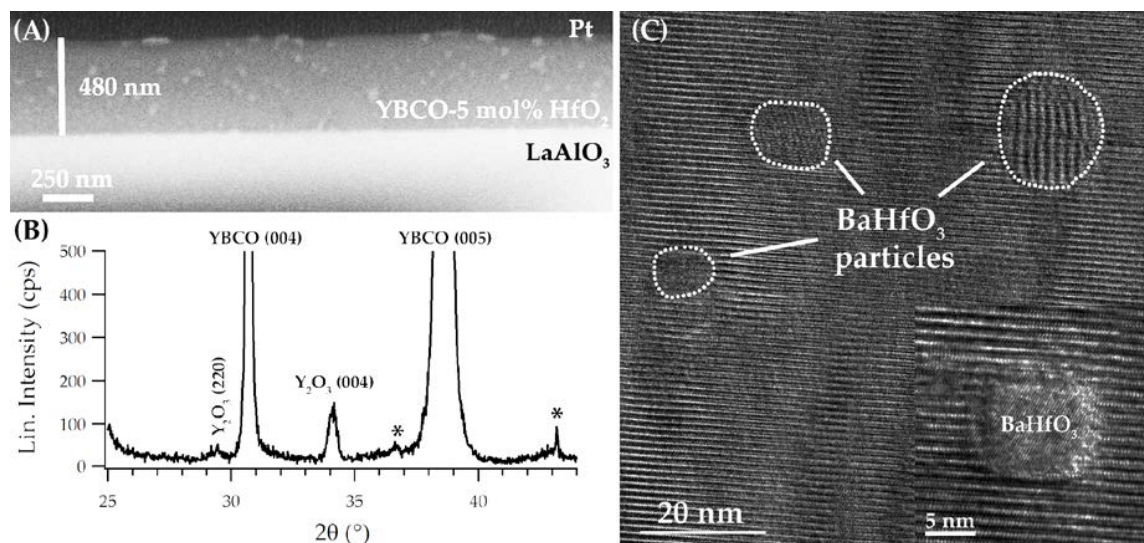 (A)
Pt
480 nm
YBCO-5 mol% HfO₂
LaAlO₃
250 nm
(B)
YBCO (004)
YBCO (005)
500
400
300
200
100
0
Lin. Intensity (cps)
Y₂O₃ (220)
Y₂O₃ (004)
*
*
25
30
35
40
2θ (°)
(C)
BaHfO₃
particles
BaHfO₃
20 nm
5 nm